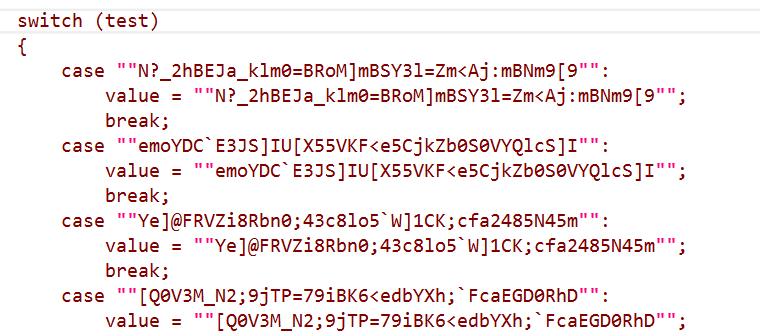 switch (test)
{
    case ""N?_2hBEJa_klm0=BRoM]mBSY3l=Zm<Aj:mBNm9[9"":
        value = ""N?_2hBEJa_klm0=BRoM]mBSY3l=Zm<Aj:mBNm9[9"";
        break;
    case ""emoYDC`E3JS]IU[X55VKF<e5CjkZb0S0VYQlcS]I"":
        value = ""emoYDC`E3JS]IU[X55VKF<e5CjkZb0S0VYQlcS]I"";
        break;
    case ""Ye]@FRVZi8Rbn0;43c8lo5`W]1CK;cfa2485N45m"":
        value = ""Ye]@FRVZi8Rbn0;43c8lo5`W]1CK;cfa2485N45m"";
        break;
    case ""[Q0V3M_N2;9jTP=79iBK6<edbYXh;`FcaEGD0RhD"":
        value = ""[Q0V3M_N2;9jTP=79iBK6<edbYXh;`FcaEGD0RhD"";